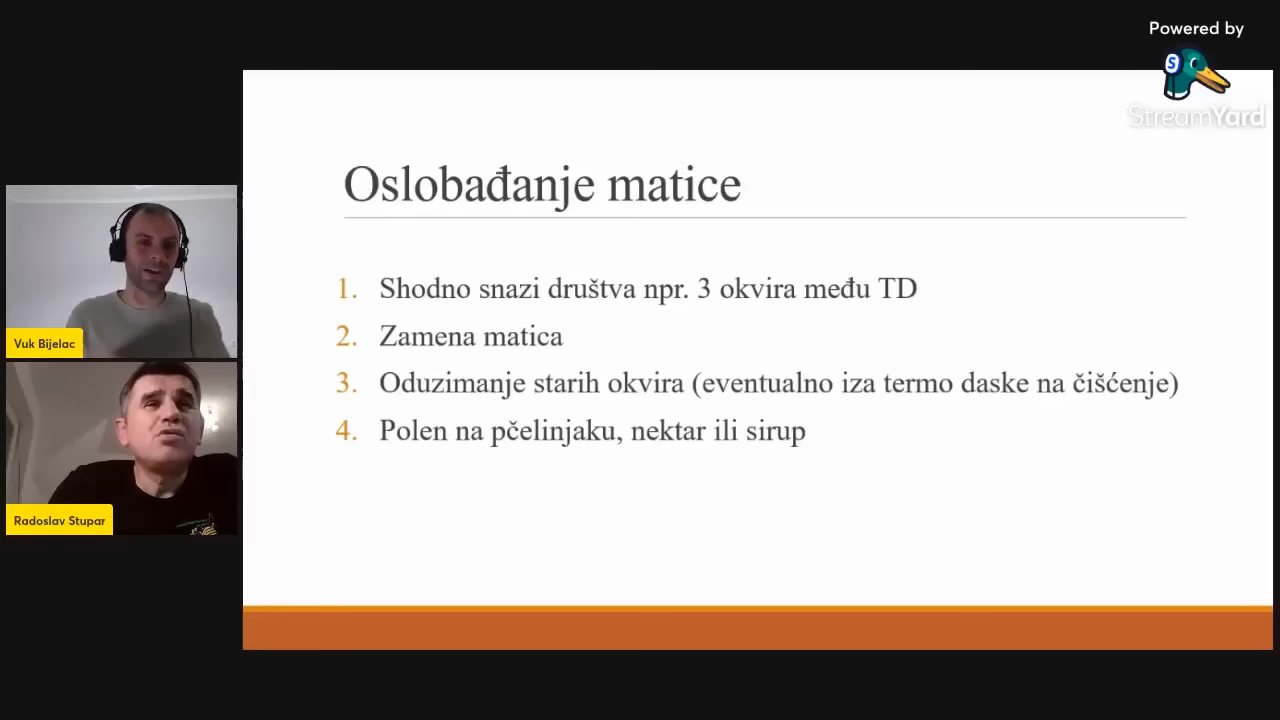 Powered by
StreamYard
Oslobađanje matice
1. Shodno snazi društva npr. 3 okvira među TD
2. Zamena matica
3. Oduzimanje starih okvira (eventualno iza termo daske na čišćenje)
4. Polen na pčelinjaku, nektar ili sirup
Vuk Bijelac
Radoslav Stupar